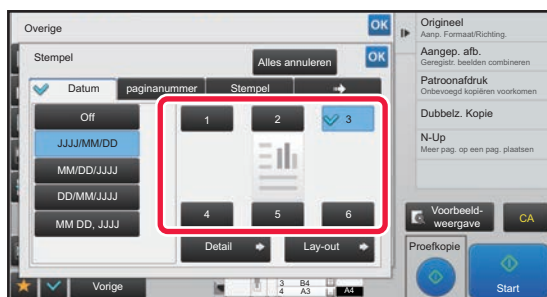 Overige
OK
Stempel
Alles annuleren
OK
Datum
paginanummer
Stempel
Off
JJJJ/MM/DD
MM/DD/JJJJ
DD/MM/JJJJ
MM DD, JJJJ
1
2
3
4
5
6
Detail
Lay-out
Vorige
3 B4
4 A3
A4
Origineel
Aanp. Formaat/Richting.
Aangep. afb.
Geregistr. beelden combineren
Patroonafdruk
Onbevoegd kopiëren voorkomen
Dubbelz. Kopie
N-Up
Meer pag. op een pag. plaatsen
Voorbeeld-
weergave
CA
Proefkopie
Start